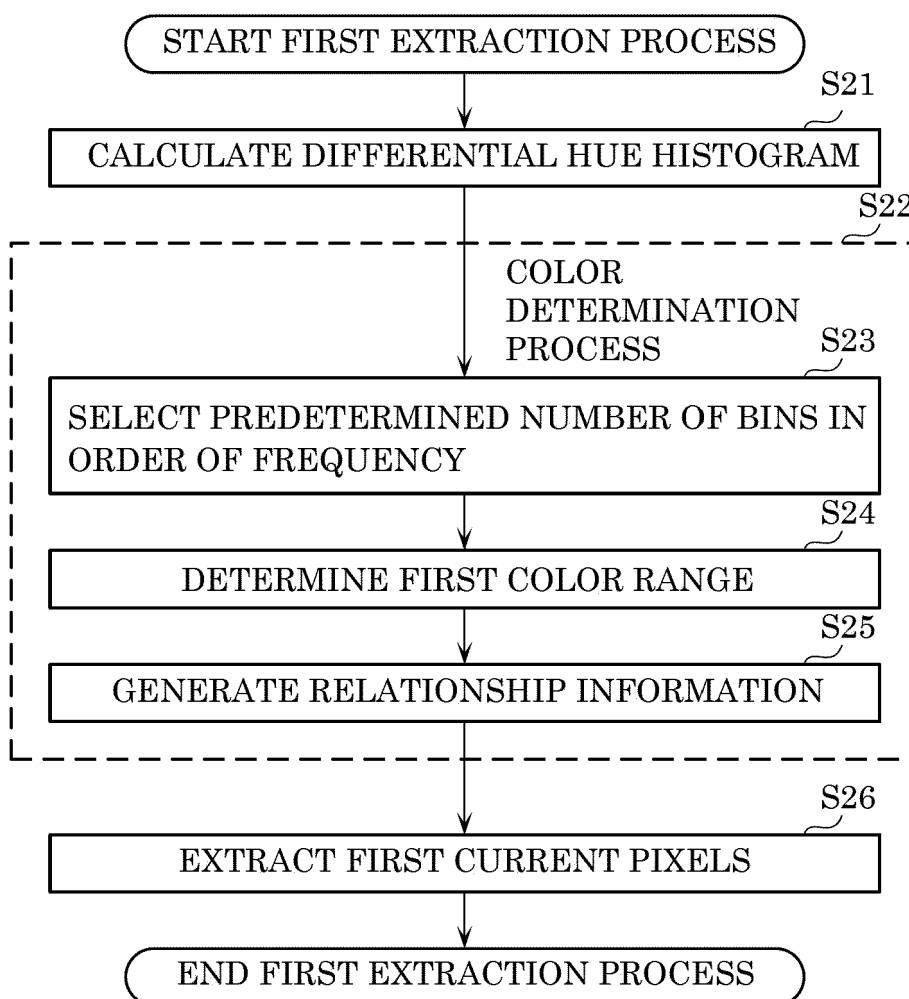 START FIRST EXTRACTION PROCESS
S21
CALCULATE DIFFERENTIAL HUE HISTOGRAM
S22
COLOR
DETERMINATION
PROCESS
S23
SELECT PREDETERMINED NUMBER OF BINS IN
ORDER OF FREQUENCY
S24
DETERMINE FIRST COLOR RANGE
S25
GENERATE RELATIONSHIP INFORMATION
S26
EXTRACT FIRST CURRENT PIXELS
END FIRST EXTRACTION PROCESS